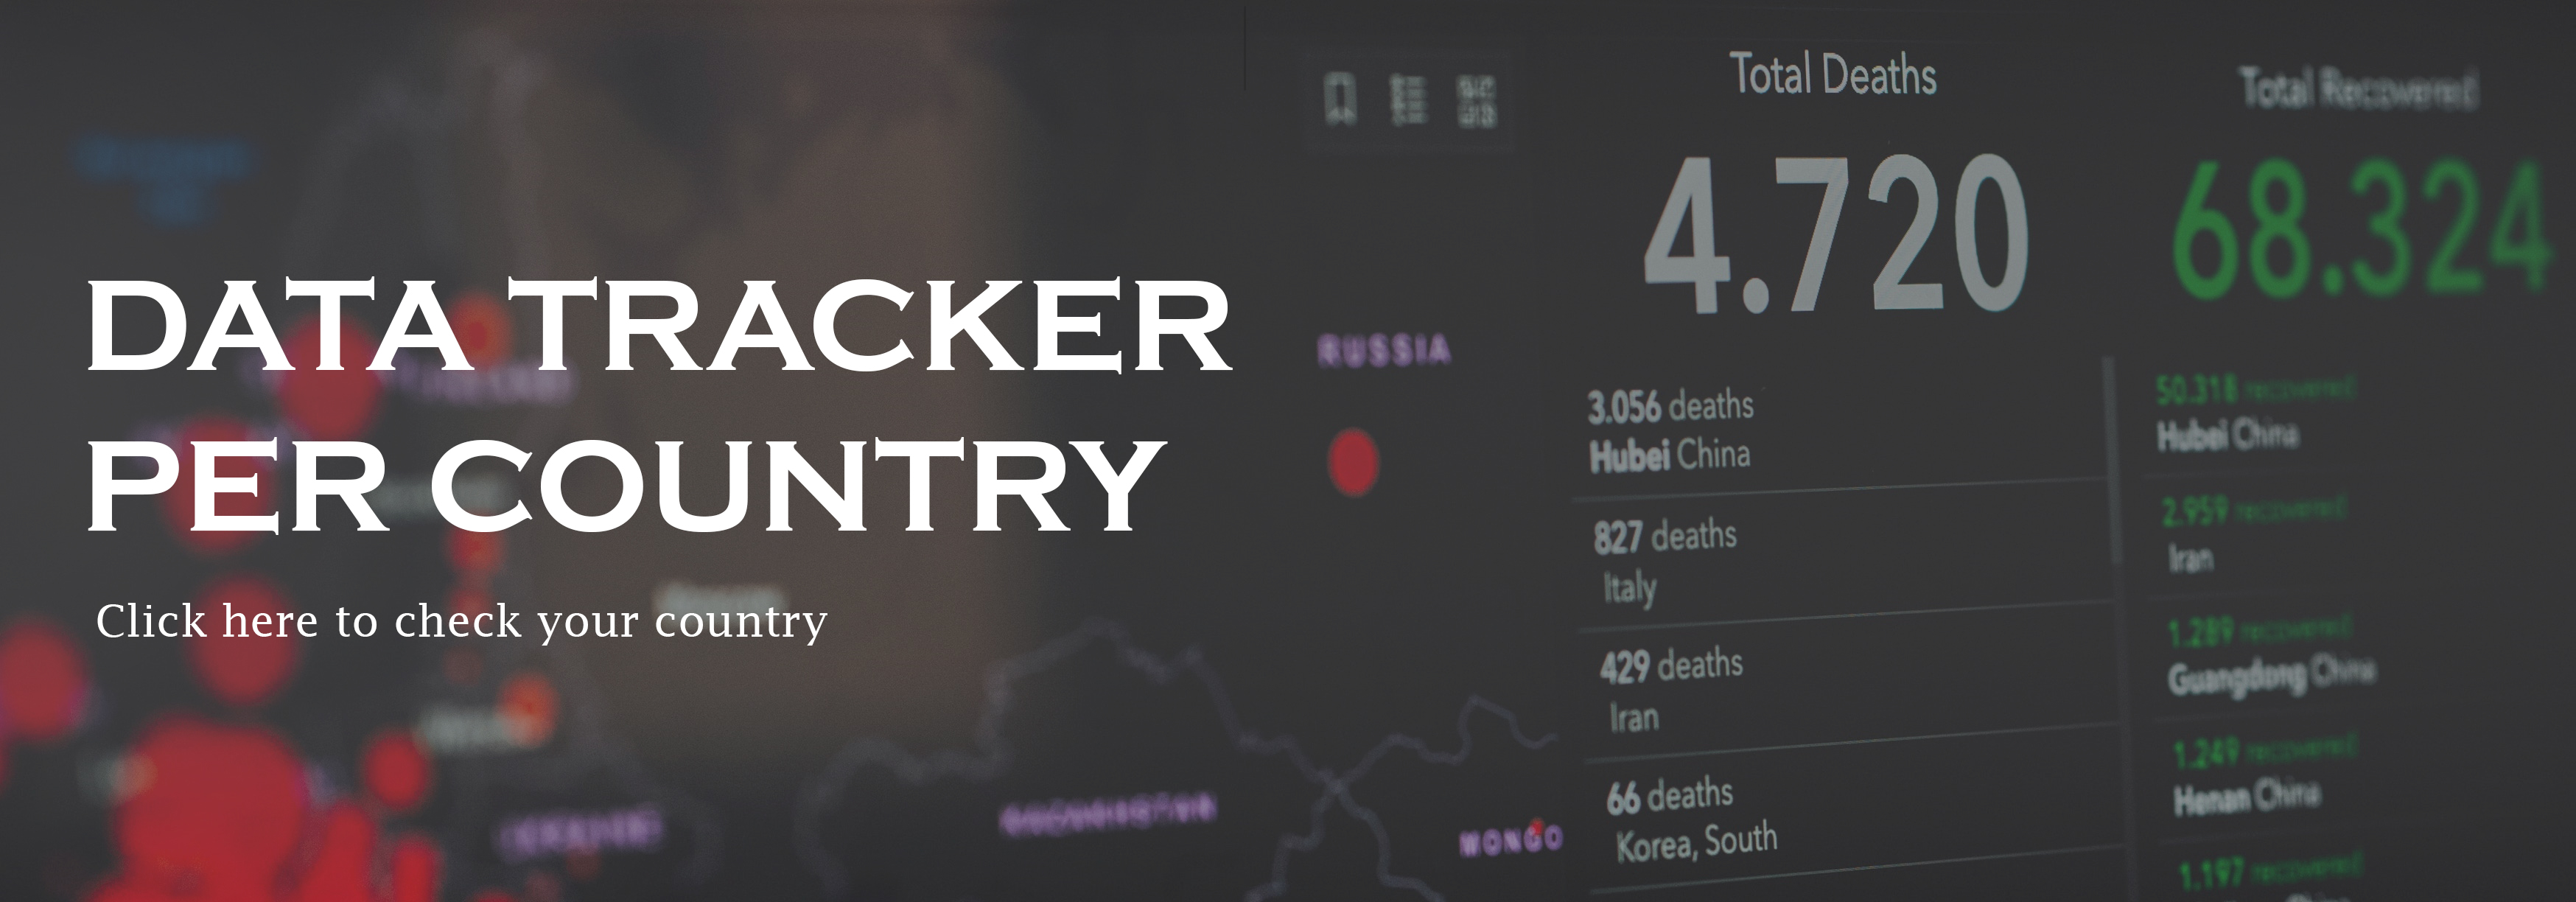 DATA TRACKER
PER COUNTRY
Click here to check your country
RUSSIA
UKRAINE
KAZAKHSTAN
MONGO
Total Deaths
4.720
3.056 deaths
Hubei China
827 deaths
Italy
429 deaths
Iran
66 deaths
Korea, South
Total Recovered
68.324
50.318 recovered
Hubei China
2.959 recovered
Iran
1.289 recovered
Guangdong China
1.249 recovered
Henan China
1.197 recovered